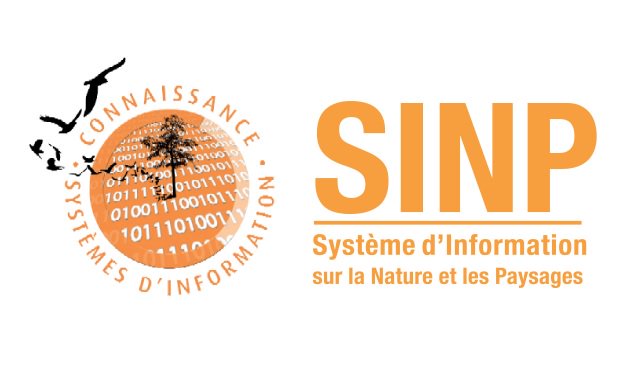 CONNAISSANCE
• SYSTÈMES D'INFORMATION •
SINP
Système d'Information
sur la Nature et les Paysages